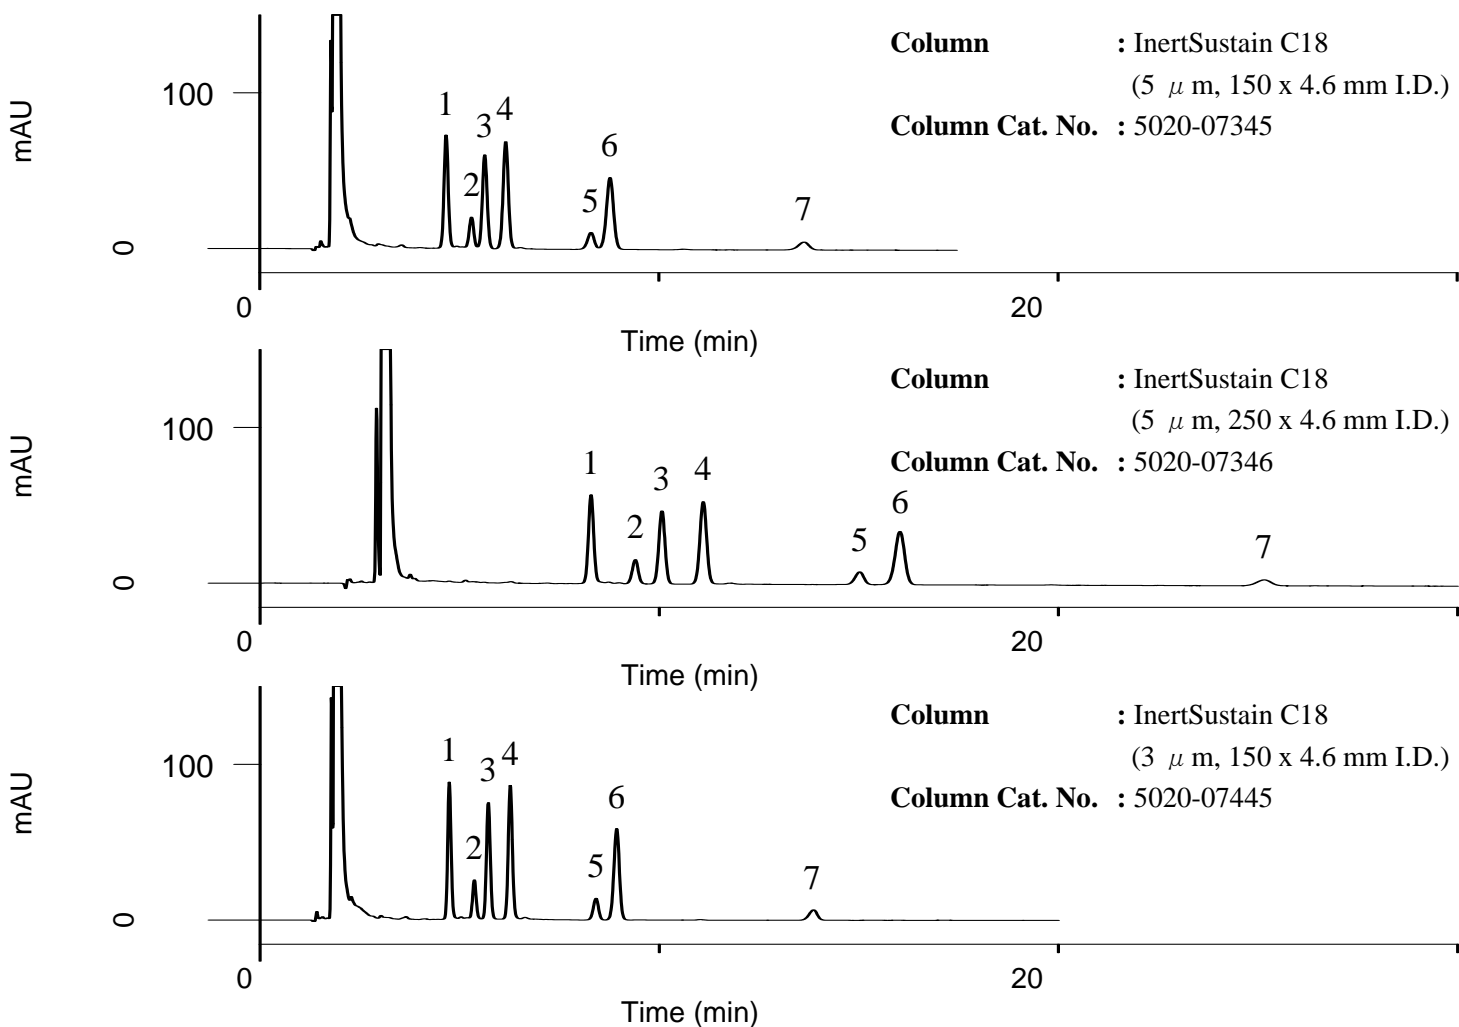 Column : InertSustain C18
(5 μm, 150 x 4.6 mm I.D.)
Column Cat. No. : 5020-07345
mAU
100
0
1
2
3
4
5
6
7
0
20
Time (min)
Column : InertSustain C18
(5 μm, 250 x 4.6 mm I.D.)
Column Cat. No. : 5020-07346
mAU
100
0
1
2
3
4
5
6
7
0
20
Time (min)
Column : InertSustain C18
(3 μm, 150 x 4.6 mm I.D.)
Column Cat. No. : 5020-07445
mAU
100
0
1
2
3
4
5
6
7
0
20
Time (min)